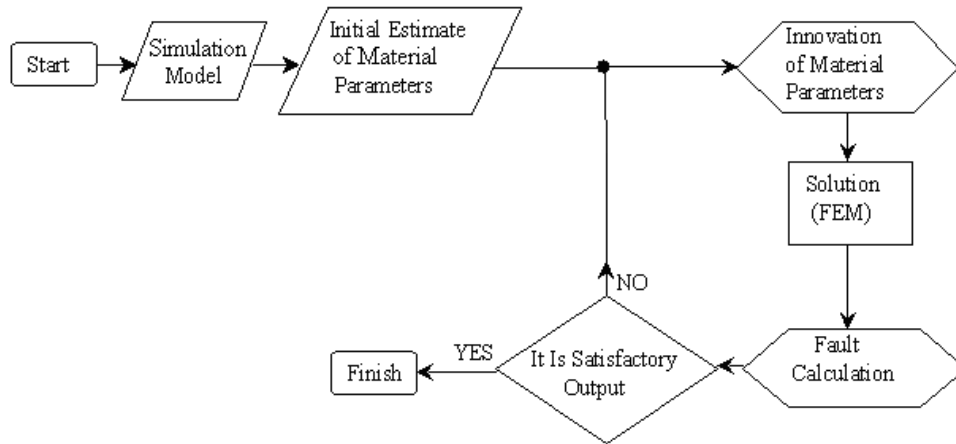 Start
Simulation
Model
Initial Estimate
of Material
Parameters
Innovation
of Material
Parameters
Solution
(FEM)
Fault
Calculation
It Is Satisfactory
Output
NO
YES
Finish